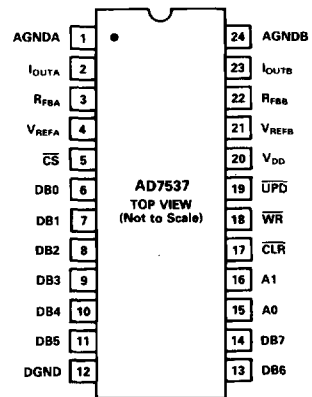 AGNDA 1 24 AGNDB
IOUTA 2 23 IOUTB
RFBA 3 22 RFBB
VREFA 4 21 VREFB
CS 5 20 VDD
DB0 6 AD7537 19 UPD
DB1 7 TOP VIEW 18 WR
DB2 8 (Not to Scale) 17 CLR
DB3 9 16 A1
DB4 10 15 A0
DB5 11 14 DB7
DGND 12 13 DB6